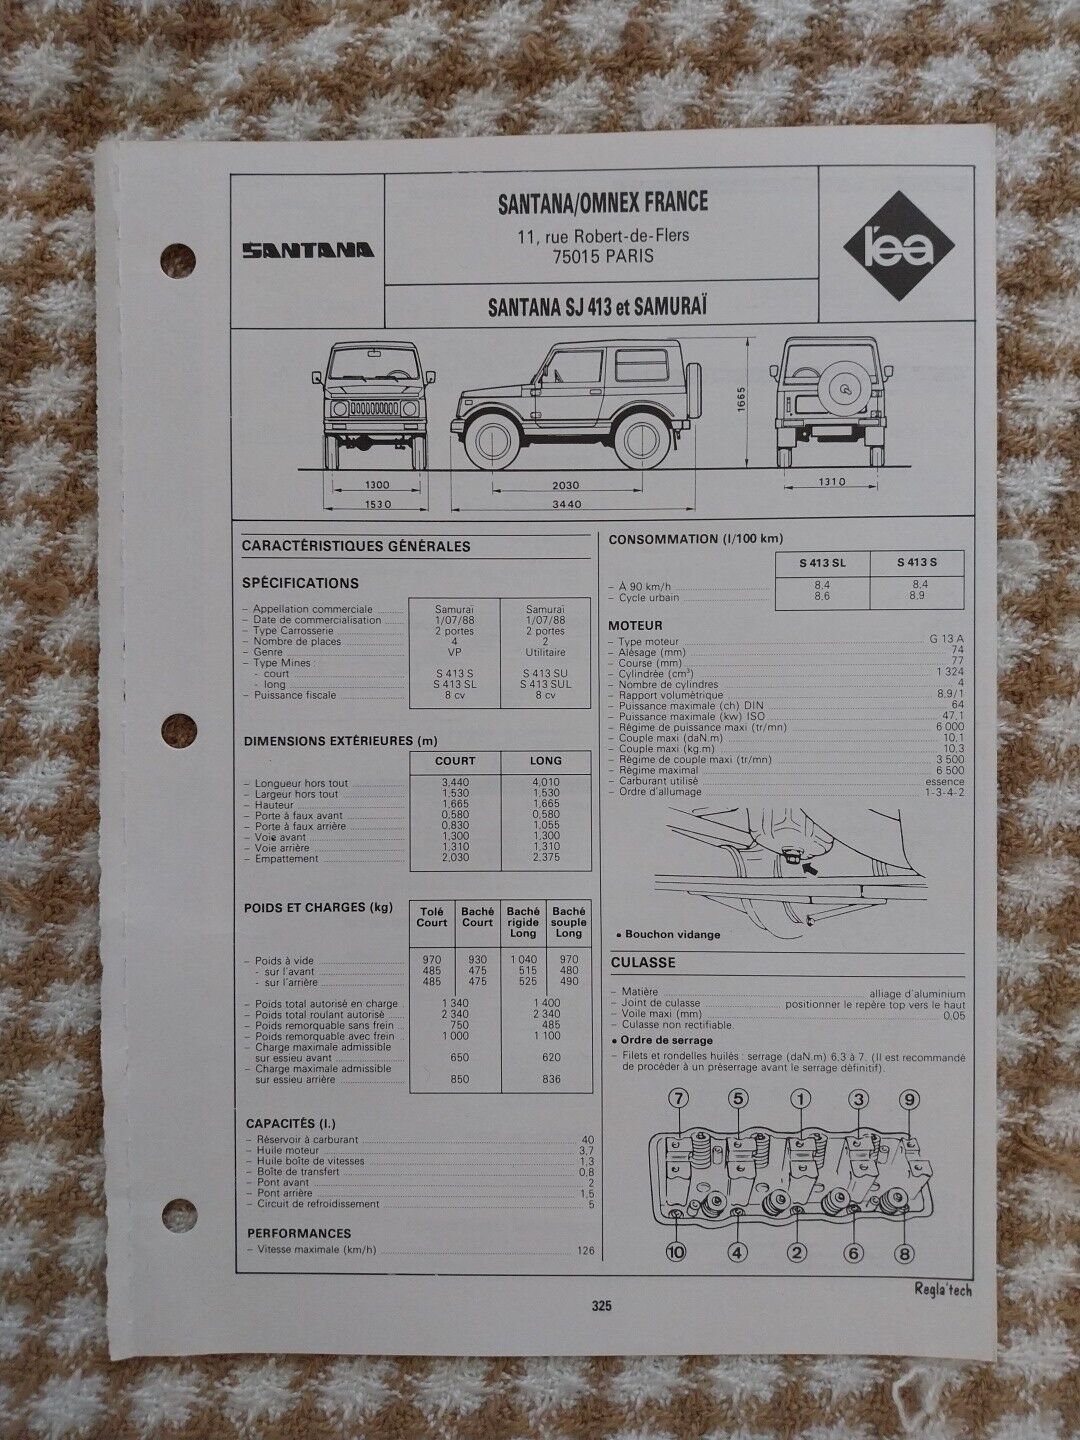 SANTANA
SANTANA/OMNEX FRANCE
11, rue Robert-de-Flers
75015 PARIS
SANTANA SJ 413 et SAMURAÏ
l'ea
1665
1300
1530
2030
3440
1310
CARACTÉRISTIQUES GÉNÉRALES
SPÉCIFICATIONS
– Appellation commerciale Samuraï Samuraï
– Date de commercialisation 1/07/88 1/07/88
– Type Carrosserie 2 portes 2 portes
– Nombre de places 4 2
– Genre VP Utilitaire
– Type Mines :
- court S 413 S S 413 SU
- long S 413 SL S 413 SUL
– Puissance fiscale 8 cv 8 cv
DIMENSIONS EXTÉRIEURES (m)
COURT LONG
– Longueur hors tout 3,440 4,010
– Largeur hors tout 1,530 1,530
– Hauteur 1,665 1,665
– Porte à faux avant 0,580 0,580
– Porte à faux arrière 0,830 1,055
– Voie avant 1,300 1,300
– Voie arrière 1,310 1,310
– Empattement 2,030 2,375
POIDS ET CHARGES (kg)
Tolé Baché Baché Baché
Court Court rigide souple
Long Long
– Poids à vide 970 930 1 040 970
- sur l'avant 485 475 515 480
- sur l'arrière 485 475 525 490
– Poids total autorisé en charge 1 340 1 400
– Poids total roulant autorisé 2 340 2 340
– Poids remorquable sans frein 750 485
– Poids remorquable avec frein 1 000 1 100
– Charge maximale admissible
sur essieu avant 650 620
– Charge maximale admissible
sur essieu arrière 850 836
CAPACITÉS (l.)
– Réservoir à carburant 40
– Huile moteur 3,7
– Huile boîte de vitesses 1,3
– Boîte de transfert 0,8
– Pont avant 2
– Pont arrière 1,5
– Circuit de refroidissement 5
PERFORMANCES
– Vitesse maximale (km/h) 126
CONSOMMATION (l/100 km)
S 413 SL S 413 S
– À 90 km/h 8,4 8,4
– Cycle urbain 8,6 8,9
MOTEUR
– Type moteur G 13 A
– Alésage (mm) 74
– Course (mm) 77
– Cylindrée (cm³) 1 324
– Nombre de cylindres 4
– Rapport volumétrique 8,9/1
– Puissance maximale (ch) DIN 64
– Puissance maximale (kw) ISO 47,1
– Régime de puissance maxi (tr/mn) 6 000
– Couple maxi (daN.m) 10,1
– Couple maxi (kg.m) 10,3
– Régime de couple maxi (tr/mn) 3 500
– Régime maximal 6 500
– Carburant utilisé essence
– Ordre d'allumage 1-3-4-2
• Bouchon vidange
CULASSE
– Matière alliage d'aluminium
– Joint de culasse positionner le repère top vers le haut
– Voile maxi (mm) 0,05
– Culasse non rectifiable.
• Ordre de serrage
– Filets et rondelles huilés : serrage (daN.m) 6.3 à 7. (Il est recommandé
de procéder à un préserrage avant le serrage définitif).
7 5 1 3 9
10 4 2 6 8
Regla'tech
325